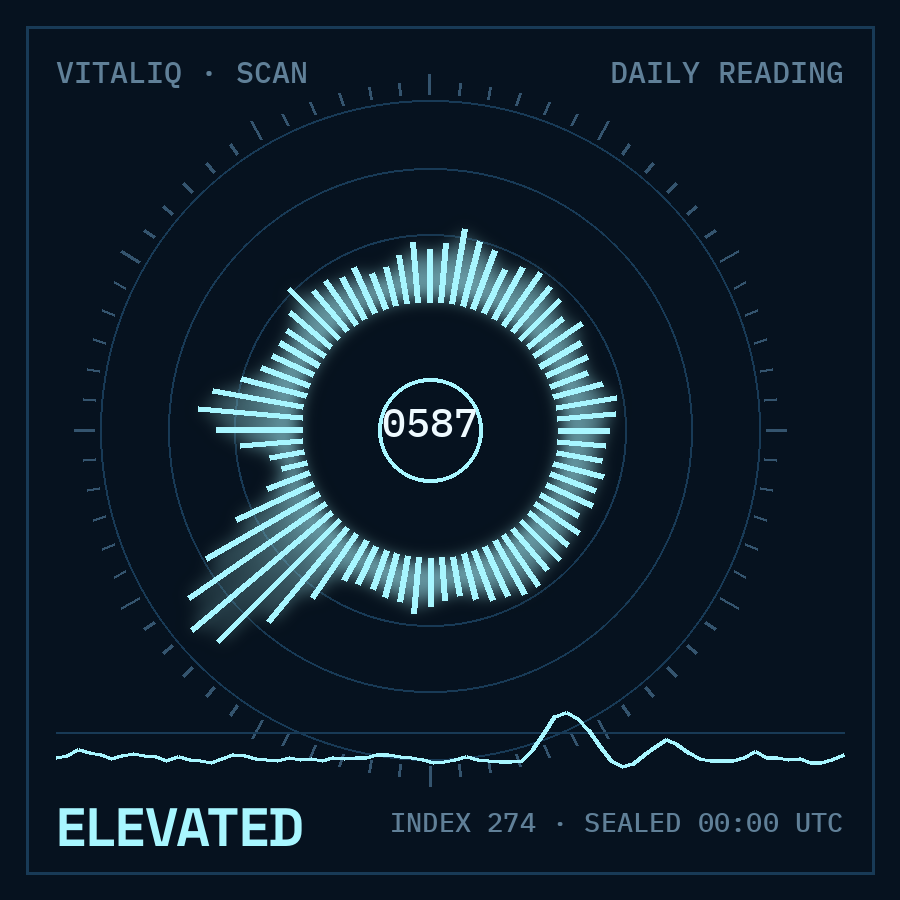 VITALIQ · SCAN
DAILY READING
0587
ELEVATED
INDEX 274 · SEALED 00:00 UTC